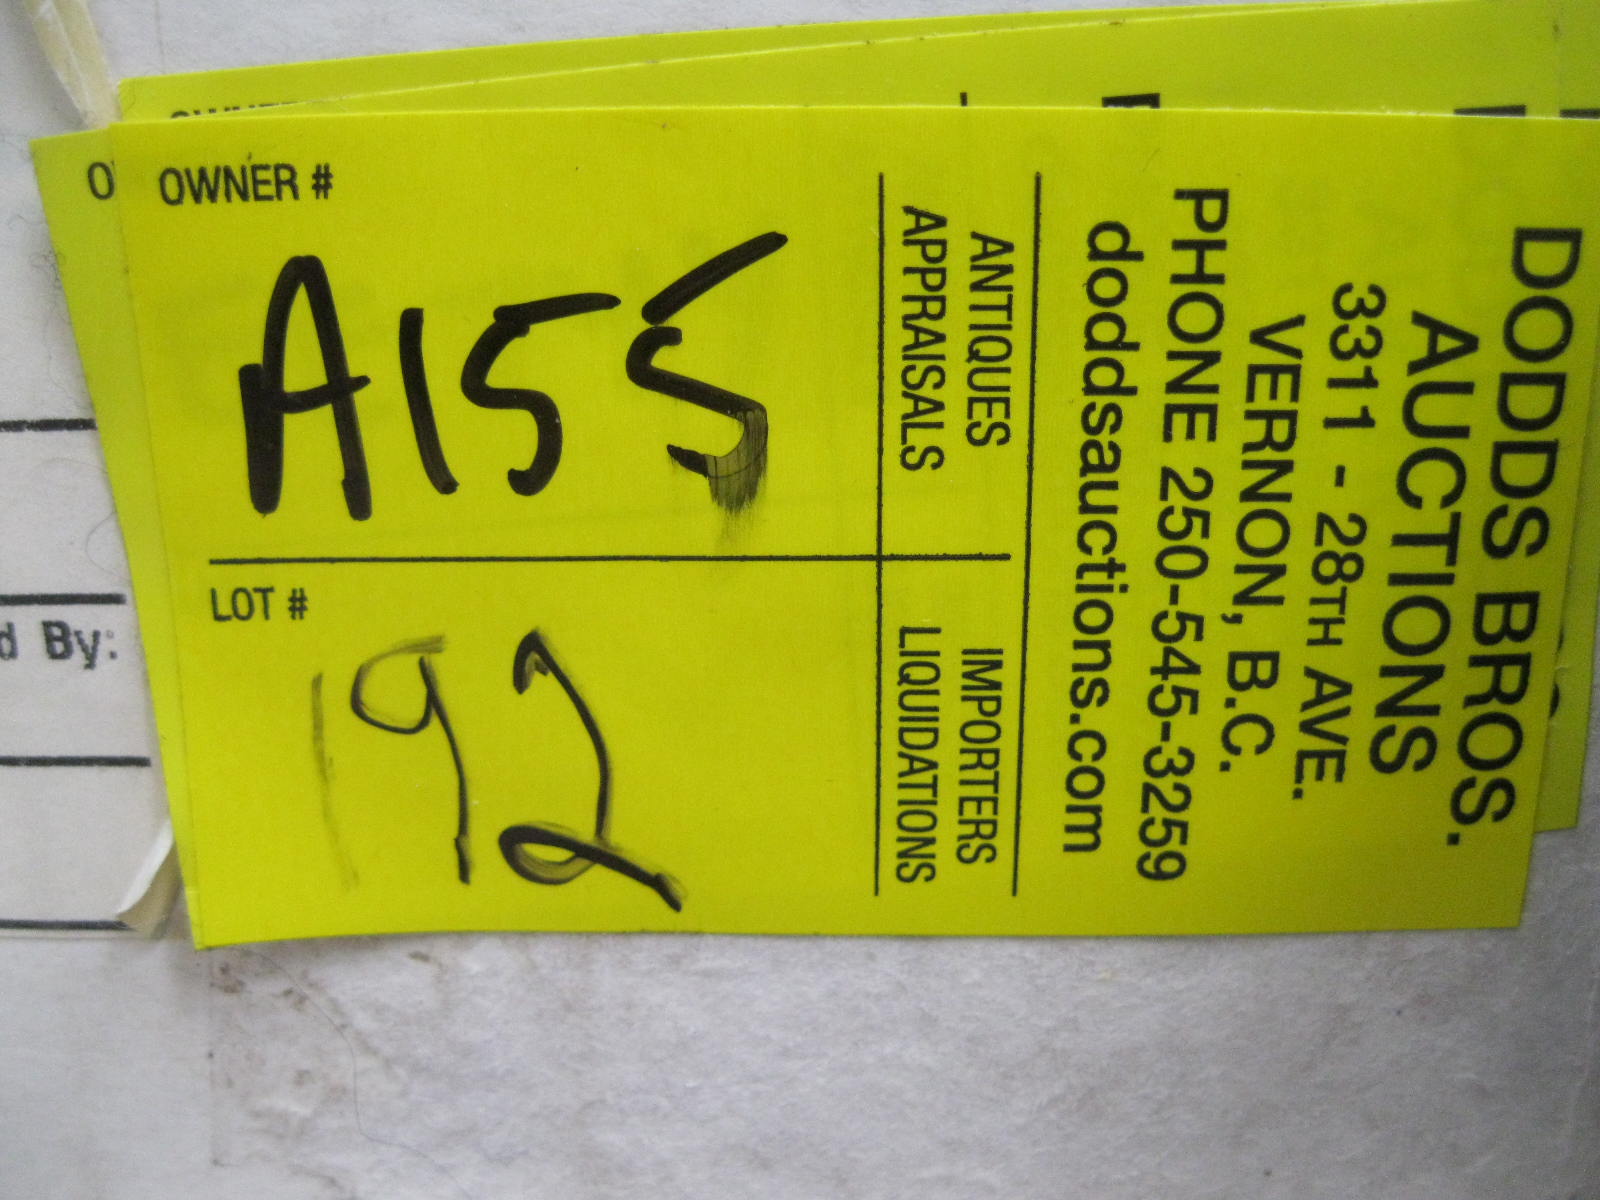 DODDS BROS.
AUCTIONS
3311 - 28TH AVE.
VERNON, B.C.
PHONE 250-545-3259
doddsauctions.com
ANTIQUES
APPRAISALS
IMPORTERS
LIQUIDATIONS
OWNER #
A155
LOT #
92
d By: